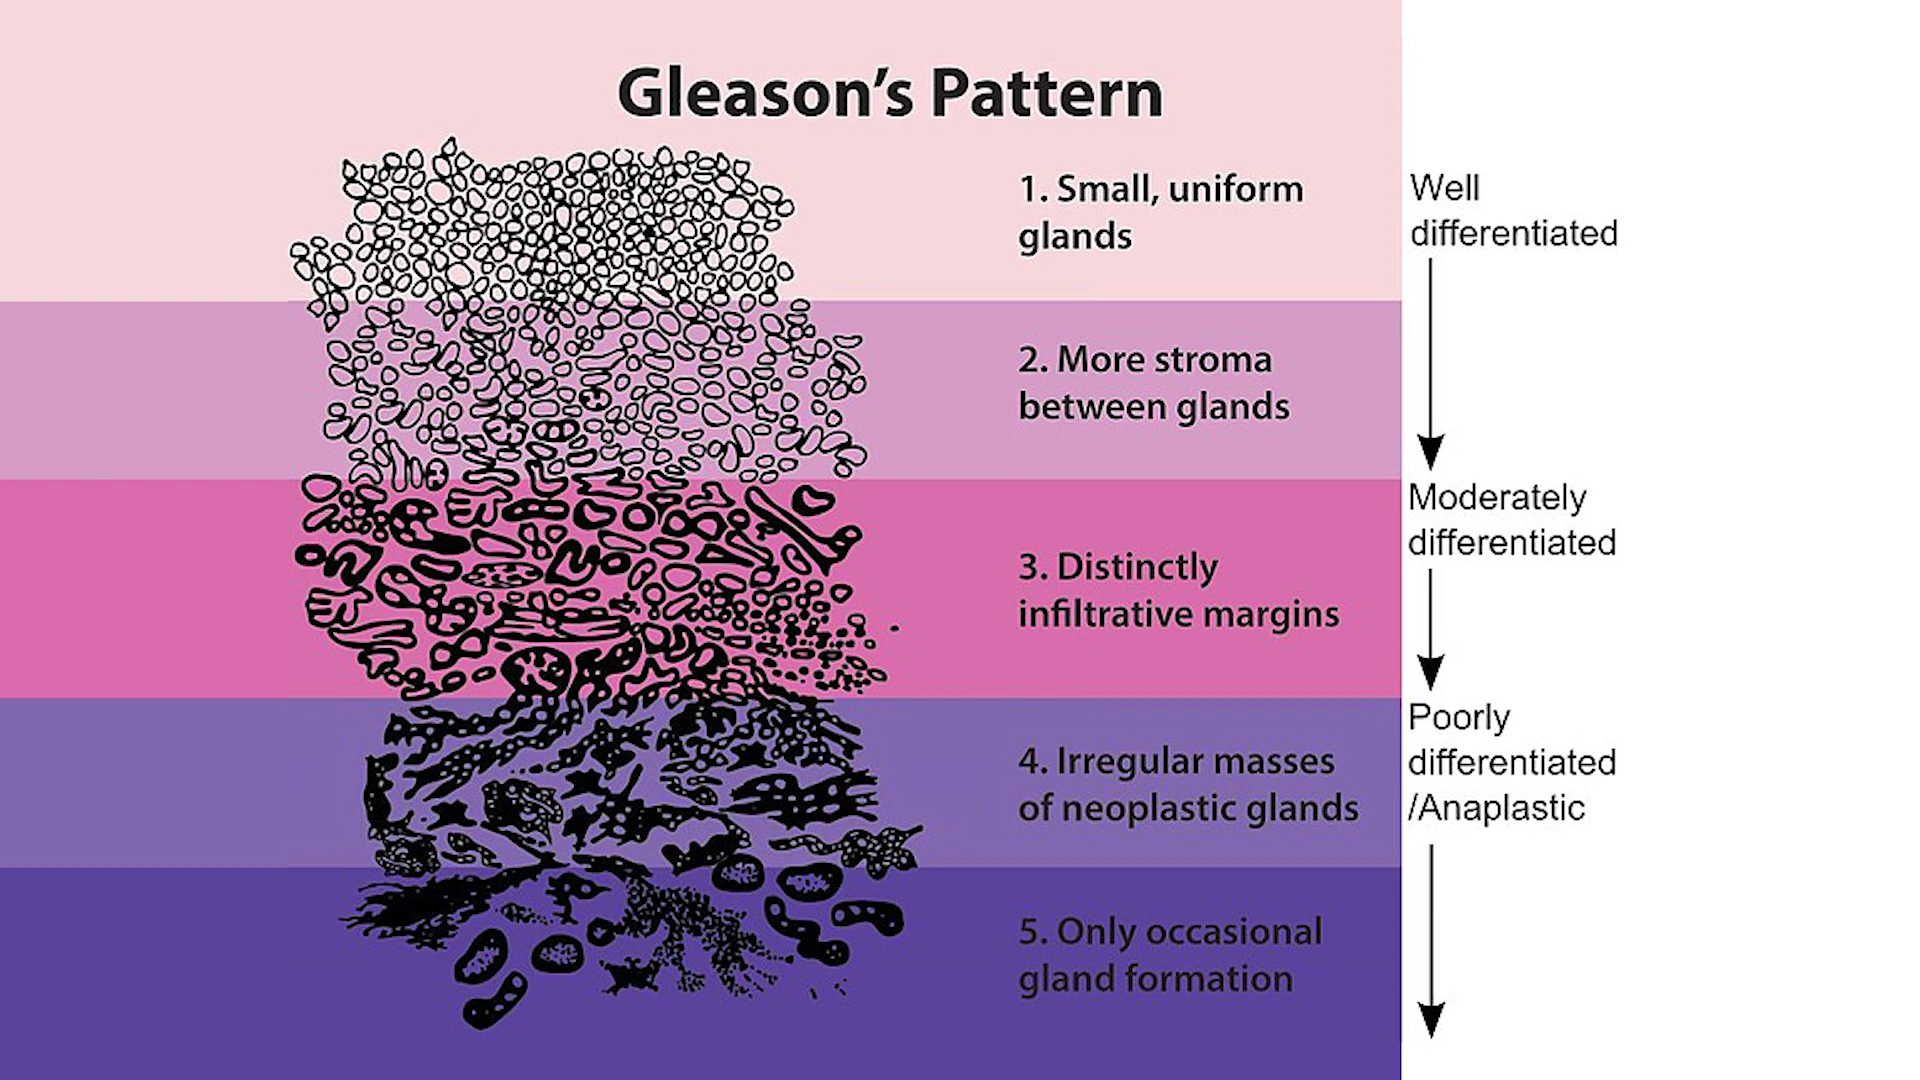 Gleason’s Pattern
1. Small, uniform
glands
Well
differentiated
2. More stroma
between glands
Moderately
differentiated
3. Distinctly
infiltrative margins
Poorly
differentiated
/Anaplastic
4. Irregular masses
of neoplastic glands
5. Only occasional
gland formation